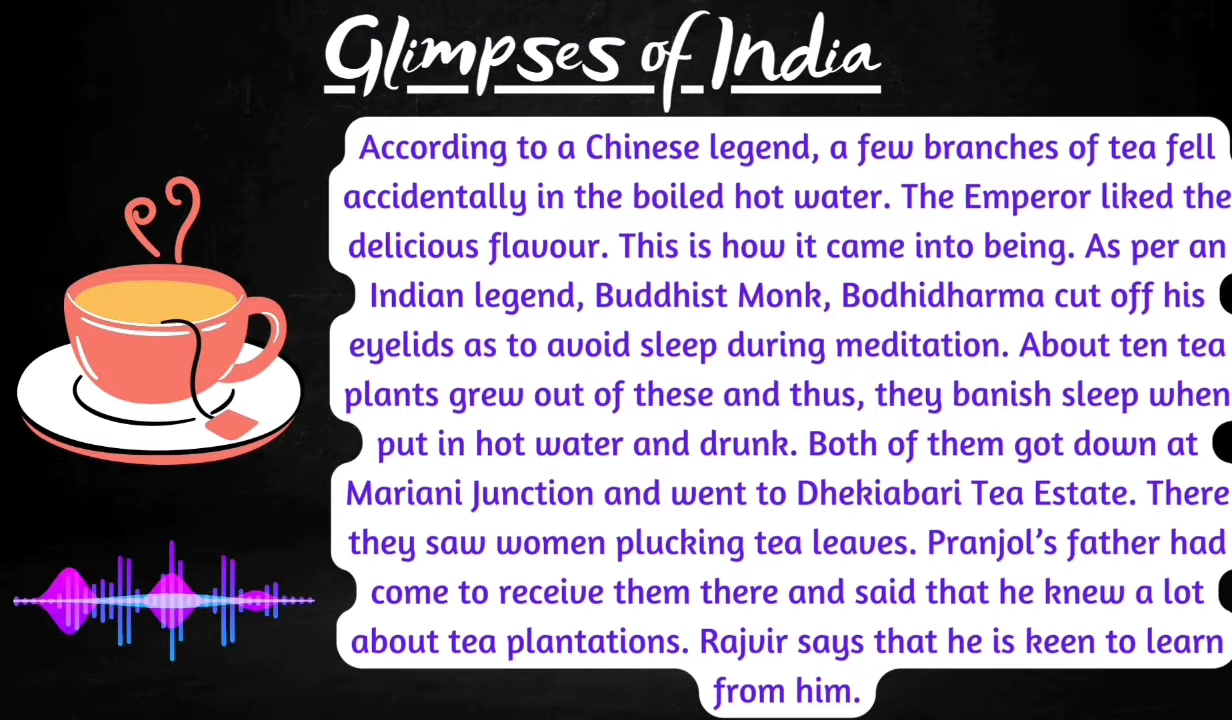 Glimpses of India
According to a Chinese legend, a few branches of tea fell
accidentally in the boiled hot water. The Emperor liked the
delicious flavour. This is how it came into being. As per an
Indian legend, Buddhist Monk, Bodhidharma cut off his
eyelids as to avoid sleep during meditation. About ten tea
plants grew out of these and thus, they banish sleep when
put in hot water and drunk. Both of them got down at
Mariani Junction and went to Dhekiabari Tea Estate. There
they saw women plucking tea leaves. Pranjol’s father had
come to receive them there and said that he knew a lot
about tea plantations. Rajvir says that he is keen to learn
from him.